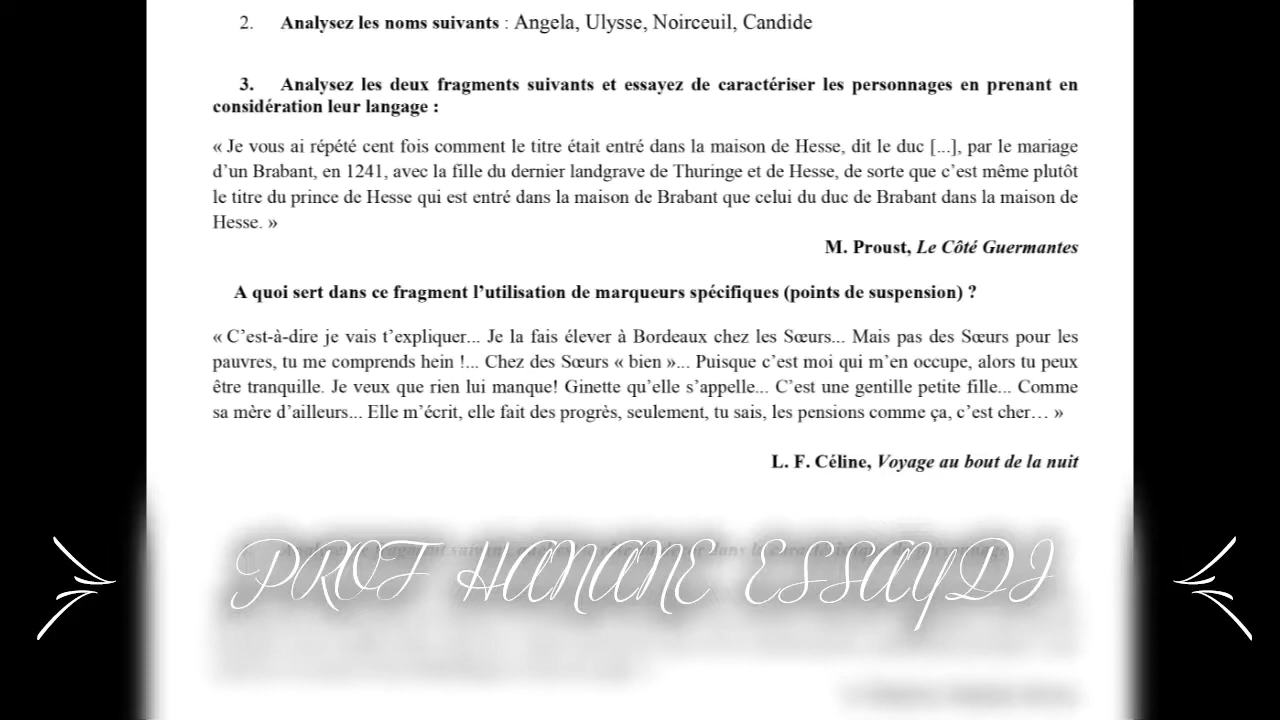 2. Analysez les noms suivants : Angela, Ulysse, Noirceuil, Candide
3. Analysez les deux fragments suivants et essayez de caractériser les personnages en prenant en
considération leur langage :
« Je vous ai répété cent fois comment le titre était entré dans la maison de Hesse, dit le duc [...], par le mariage
d’un Brabant, en 1241, avec la fille du dernier landgrave de Thuringe et de Hesse, de sorte que c’est même plutôt
le titre du prince de Hesse qui est entré dans la maison de Brabant que celui du duc de Brabant dans la maison de
Hesse. »
M. Proust, Le Côté Guermantes
A quoi sert dans ce fragment l’utilisation de marqueurs spécifiques (points de suspension) ?
« C’est-à-dire je vais t’expliquer... Je la fais élever à Bordeaux chez les Sœurs... Mais pas des Sœurs pour les
pauvres, tu me comprends hein !... Chez des Sœurs « bien »... Puisque c’est moi qui m’en occupe, alors tu peux
être tranquille. Je veux que rien lui manque! Ginette qu’elle s’appelle... C’est une gentille petite fille... Comme
sa mère d’ailleurs... Elle m’écrit, elle fait des progrès, seulement, tu sais, les pensions comme ça, c’est cher… »
L. F. Céline, Voyage au bout de la nuit
PROF HANANE ESSAYDI